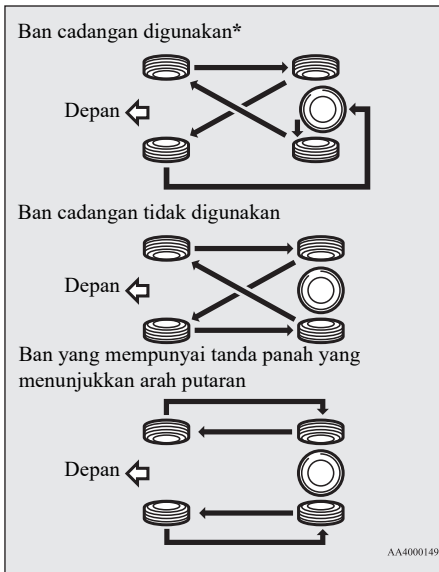 Ban cadangan digunakan*
Depan
Ban cadangan tidak digunakan
Depan
Ban yang mempunyai tanda panah yang
menunjukkan arah putaran
Depan
AA4000149